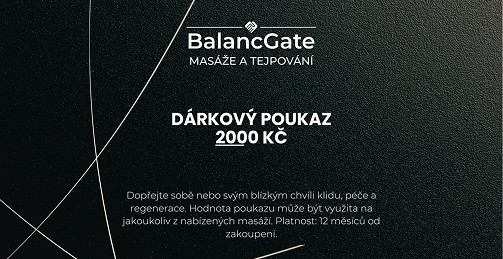 BalancGate
MASÁŽE A TEJPOVÁNÍ
DÁRKOVÝ POUKAZ
2000 KČ
Dopřejte sobě nebo svým blízkým chvíli klidu, péče a
regenerace. Hodnota poukazu může být využita na
jakoukoliv z nabízených masáží. Platnost: 12 měsíců od
zakoupení.